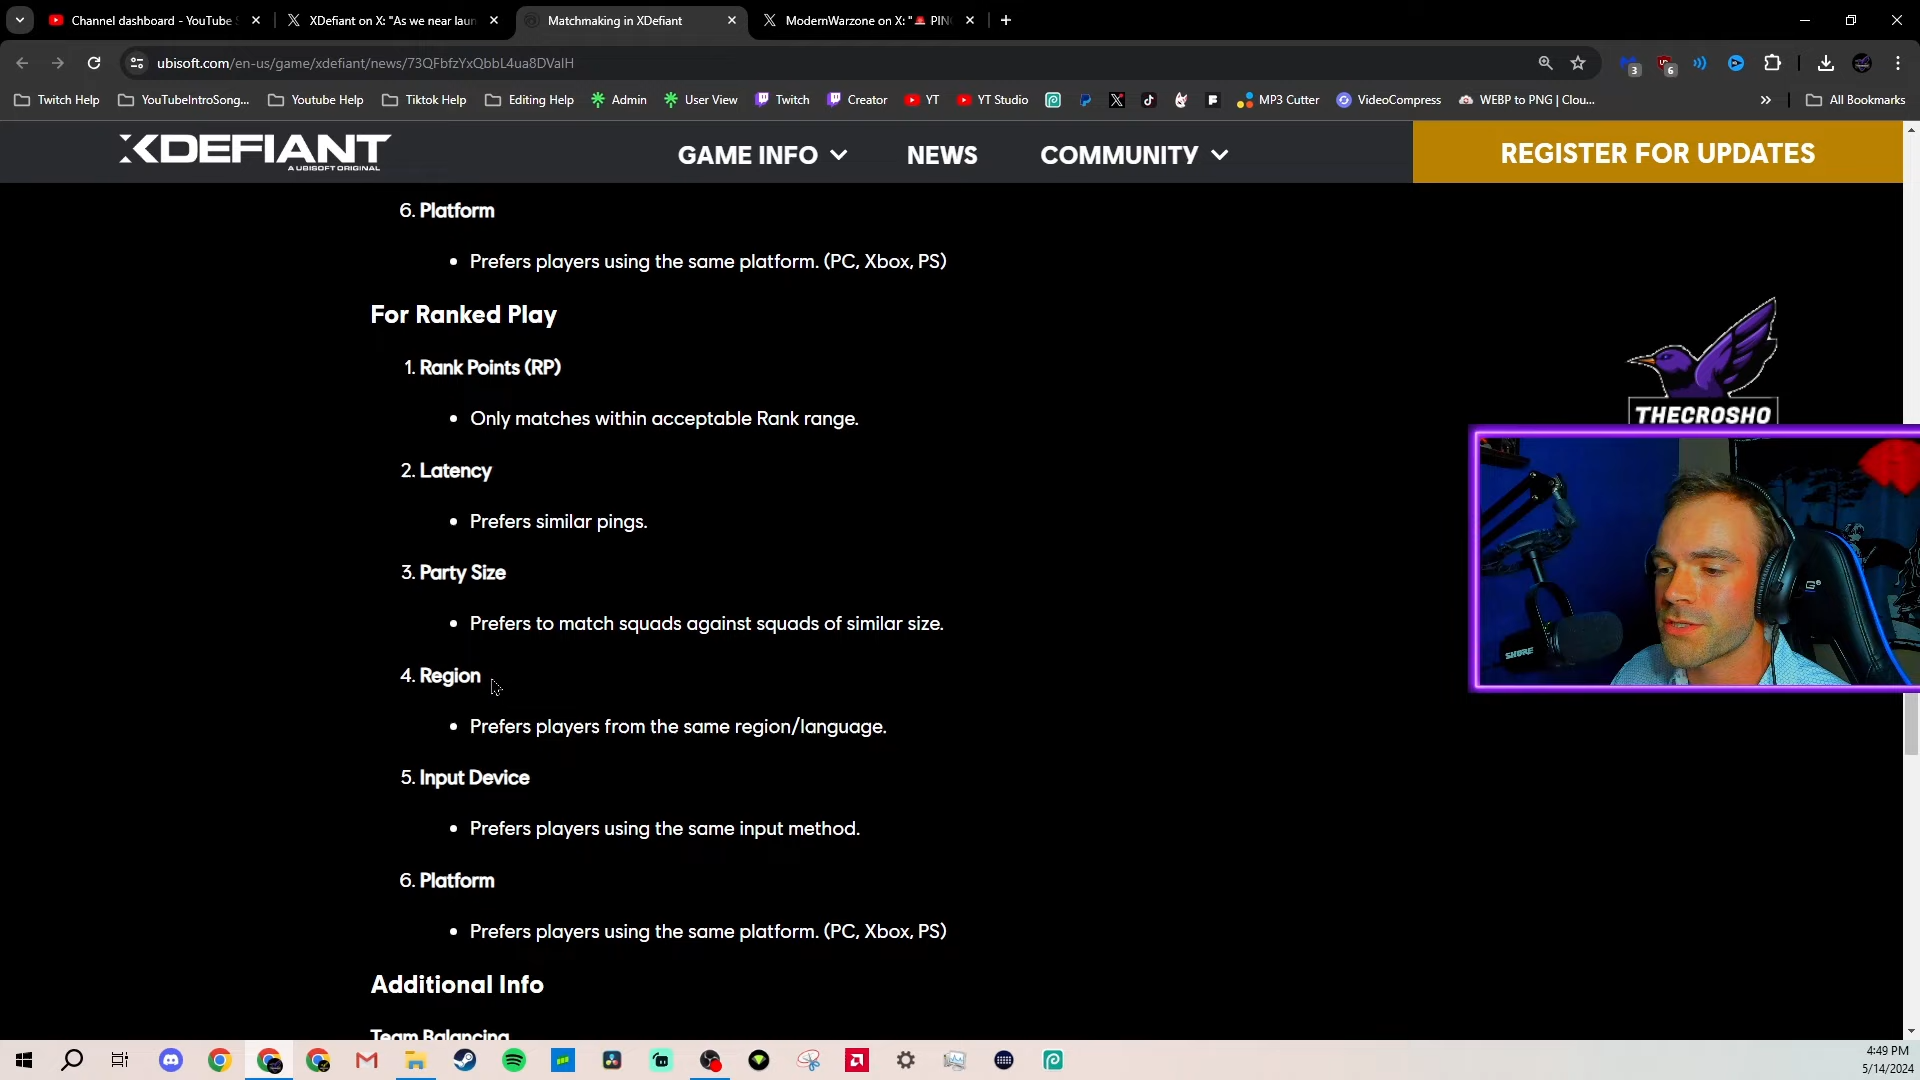 Channel dashboard - YouTube S
XDefiant on X: "As we near laun
Matchmaking in XDefiant
ModernWarzone on X: "🚨 PIN
ubisoft.com/en-us/game/xdefiant/news/73QFbfzYxQbbL4ua8DValH
3
6
Twitch Help
YouTubeIntroSong...
Youtube Help
Tiktok Help
Editing Help
Admin
User View
Twitch
Creator
YT
YT Studio
MP3 Cutter
VideoCompress
WEBP to PNG | Clou...
All Bookmarks
XDEFIANT
A UBISOFT ORIGINAL
GAME INFO
NEWS
COMMUNITY
REGISTER FOR UPDATES
6. Platform
• Prefers players using the same platform. (PC, Xbox, PS)
For Ranked Play
1. Rank Points (RP)
• Only matches within acceptable Rank range.
2. Latency
• Prefers similar pings.
3. Party Size
• Prefers to match squads against squads of similar size.
4. Region
• Prefers players from the same region/language.
5. Input Device
• Prefers players using the same input method.
6. Platform
• Prefers players using the same platform. (PC, Xbox, PS)
Additional Info
Team Balancing
THECROSHO
SHURE
4:49 PM
5/14/2024